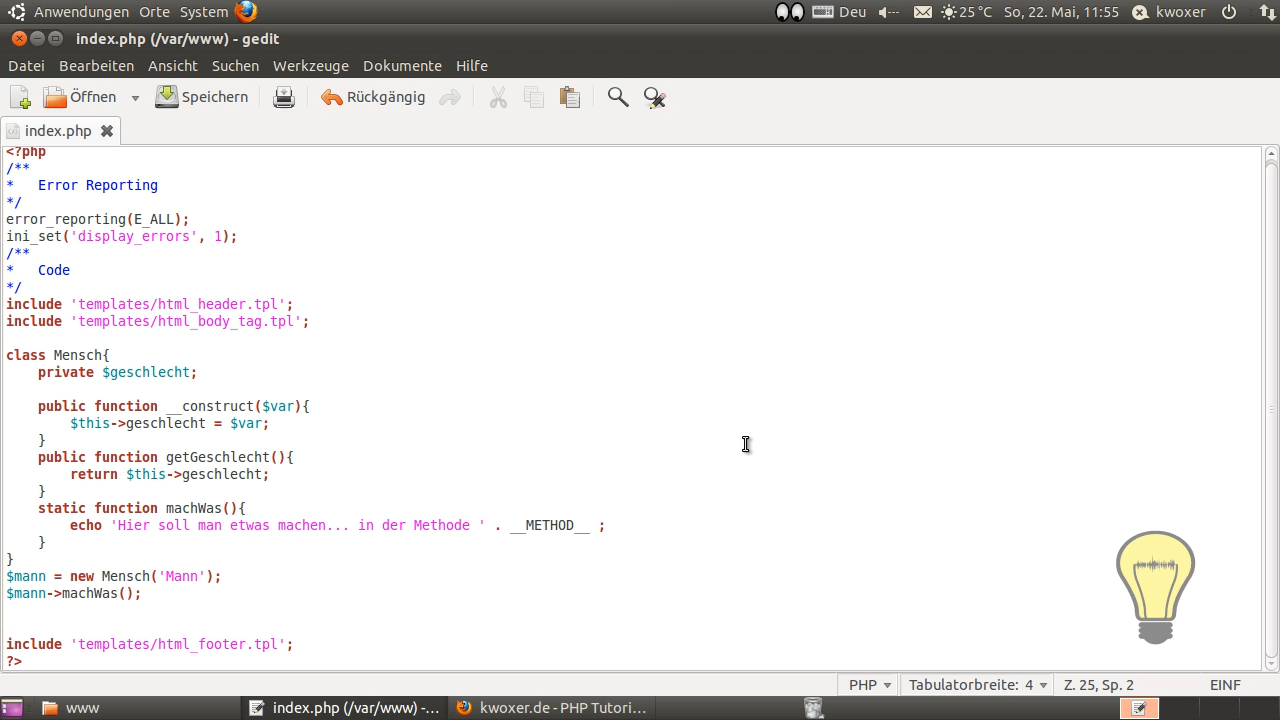 Anwendungen Orte System Deu 25 °C So, 22. Mai, 11:55 kwoxer
index.php (/var/www) - gedit
Datei Bearbeiten Ansicht Suchen Werkzeuge Dokumente Hilfe
Öffnen Speichern Rückgängig
index.php
<?php
/**
*   Error Reporting
*/
error_reporting(E_ALL);
ini_set('display_errors', 1);
/**
*   Code
*/
include 'templates/html_header.tpl';
include 'templates/html_body_tag.tpl';
class Mensch{
    private $geschlecht;
    public function __construct($var){
        $this->geschlecht = $var;
    }
    public function getGeschlecht(){
        return $this->geschlecht;
    }
    static function machWas(){
        echo 'Hier soll man etwas machen... in der Methode ' . __METHOD__ ;
    }
}
$mann = new Mensch('Mann');
$mann->machWas();
include 'templates/html_footer.tpl';
?>
PHP Tabulatorbreite: 4 Z. 25, Sp. 2 EINF
www index.php (/var/www) -... kwoxer.de - PHP Tutori...